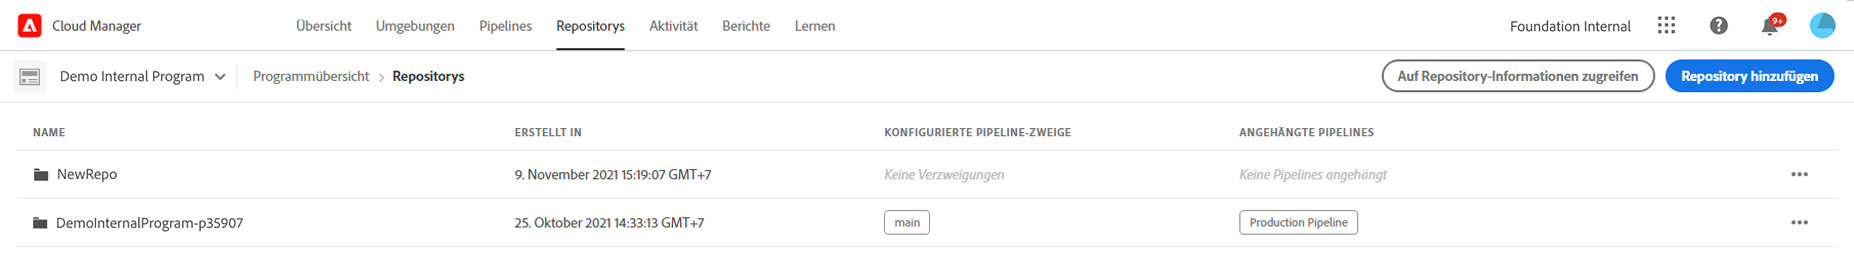 Cloud Manager Übersicht Umgebungen Pipelines Repositorys Aktivität Berichte Lernen Foundation Internal 9+
Demo Internal Program Programmübersicht > Repositorys Auf Repository-Informationen zugreifen Repository hinzufügen
NAME ERSTELLT IN KONFIGURIERTE PIPELINE-ZWEIGE ANGEHÄNGTE PIPELINES
NewRepo 9. November 2021 15:19:07 GMT+7 Keine Verzweigungen Keine Pipelines angehängt
DemoInternalProgram-p35907 25. Oktober 2021 14:33:13 GMT+7 main Production Pipeline